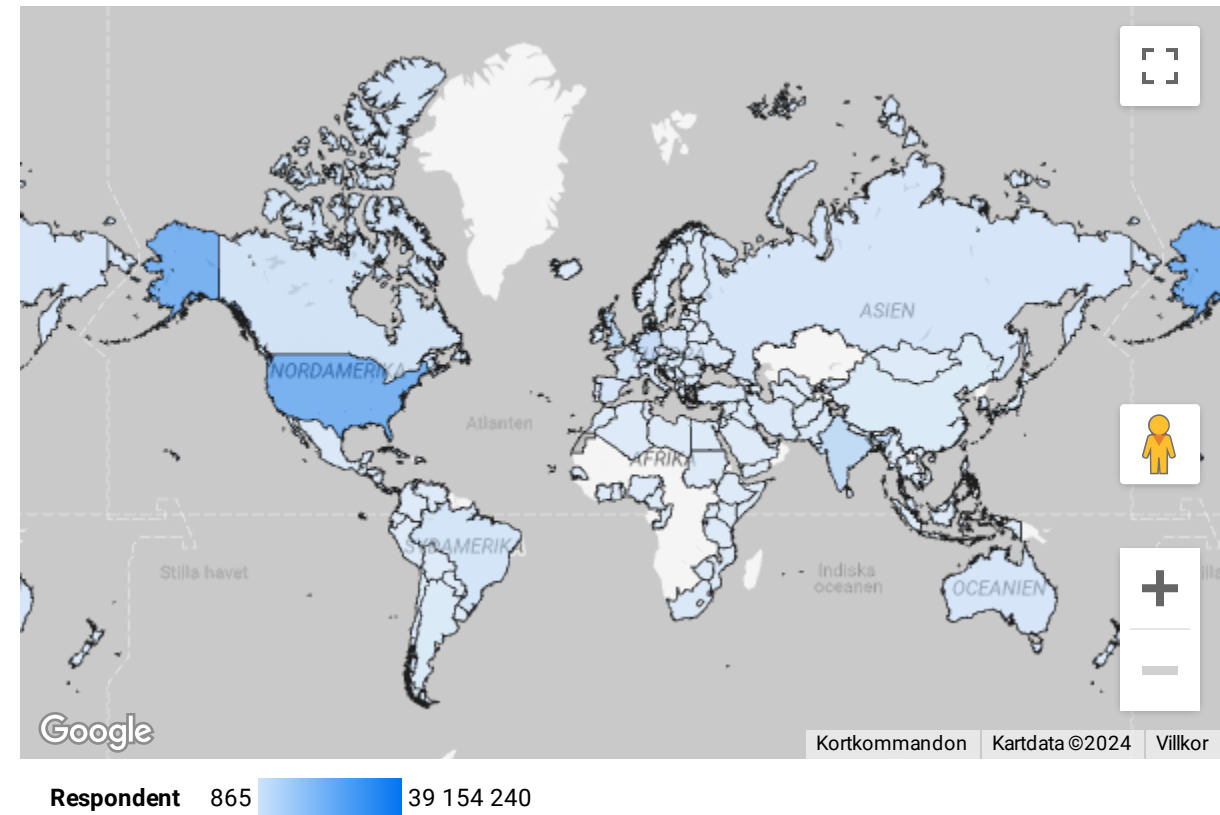 ASIEN
NORDAMERIKA
EUROPA
Atlanten
AFRIKA
SYDAMERIKA
Stilla havet
Indiska
oceanen
OCEANIEN
Google
Kortkommandon
Kartdata ©2024
Villkor
Respondent 865 39 154 240